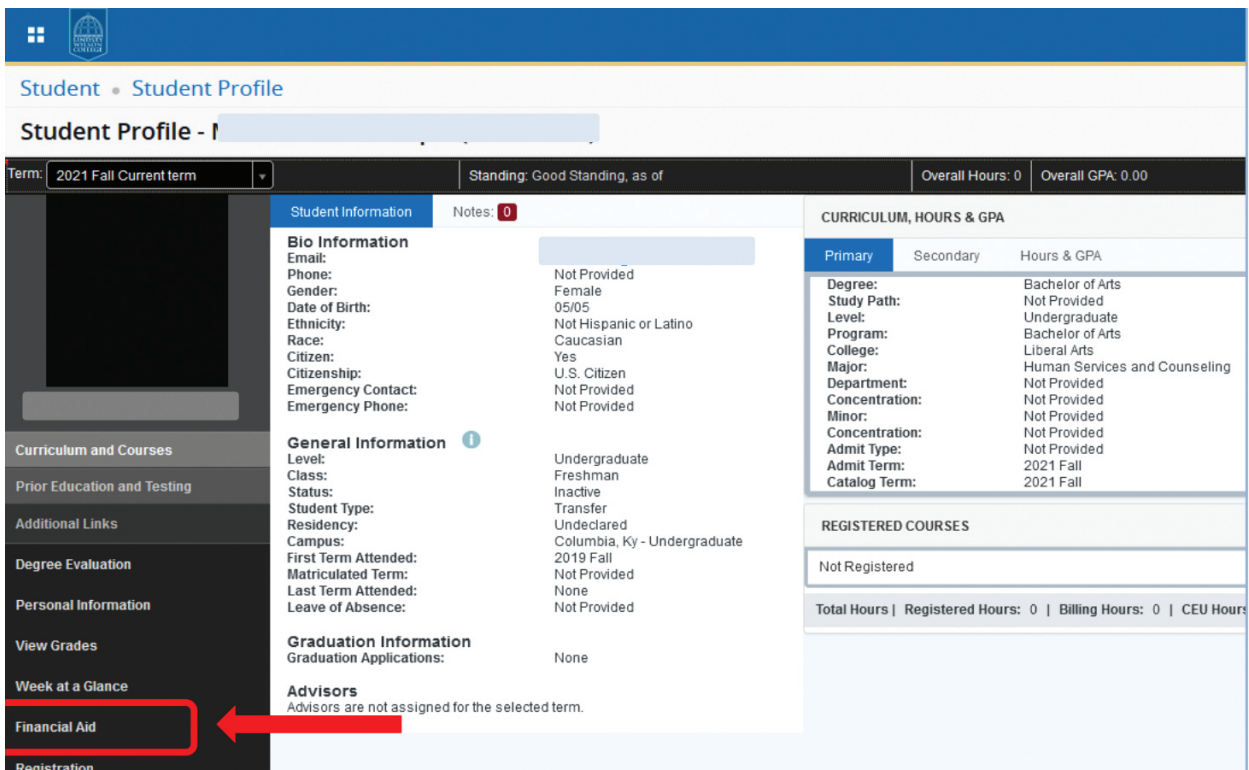 LINDSEY
WILSON
COLLEGE
Student • Student Profile
Student Profile -
Term: 2021 Fall Current term
Standing: Good Standing, as of
Overall Hours: 0 Overall GPA: 0.00
Student Information Notes: 0
Bio Information
Email:
Phone: Not Provided
Gender: Female
Date of Birth: 05/05
Ethnicity: Not Hispanic or Latino
Race: Caucasian
Citizen: Yes
Citizenship: U.S. Citizen
Emergency Contact: Not Provided
Emergency Phone: Not Provided
General Information
Level: Undergraduate
Class: Freshman
Status: Inactive
Student Type: Transfer
Residency: Undeclared
Campus: Columbia, Ky - Undergraduate
First Term Attended: 2019 Fall
Matriculated Term: Not Provided
Last Term Attended: None
Leave of Absence: Not Provided
Graduation Information
Graduation Applications: None
Advisors
Advisors are not assigned for the selected term.
CURRICULUM, HOURS & GPA
Primary Secondary Hours & GPA
Degree: Bachelor of Arts
Study Path: Not Provided
Level: Undergraduate
Program: Bachelor of Arts
College: Liberal Arts
Major: Human Services and Counseling
Department: Not Provided
Concentration: Not Provided
Minor: Not Provided
Concentration: Not Provided
Admit Type: Not Provided
Admit Term: 2021 Fall
Catalog Term: 2021 Fall
REGISTERED COURSES
Not Registered
Total Hours | Registered Hours: 0 | Billing Hours: 0 | CEU Hours
Curriculum and Courses
Prior Education and Testing
Additional Links
Degree Evaluation
Personal Information
View Grades
Week at a Glance
Financial Aid
Registration